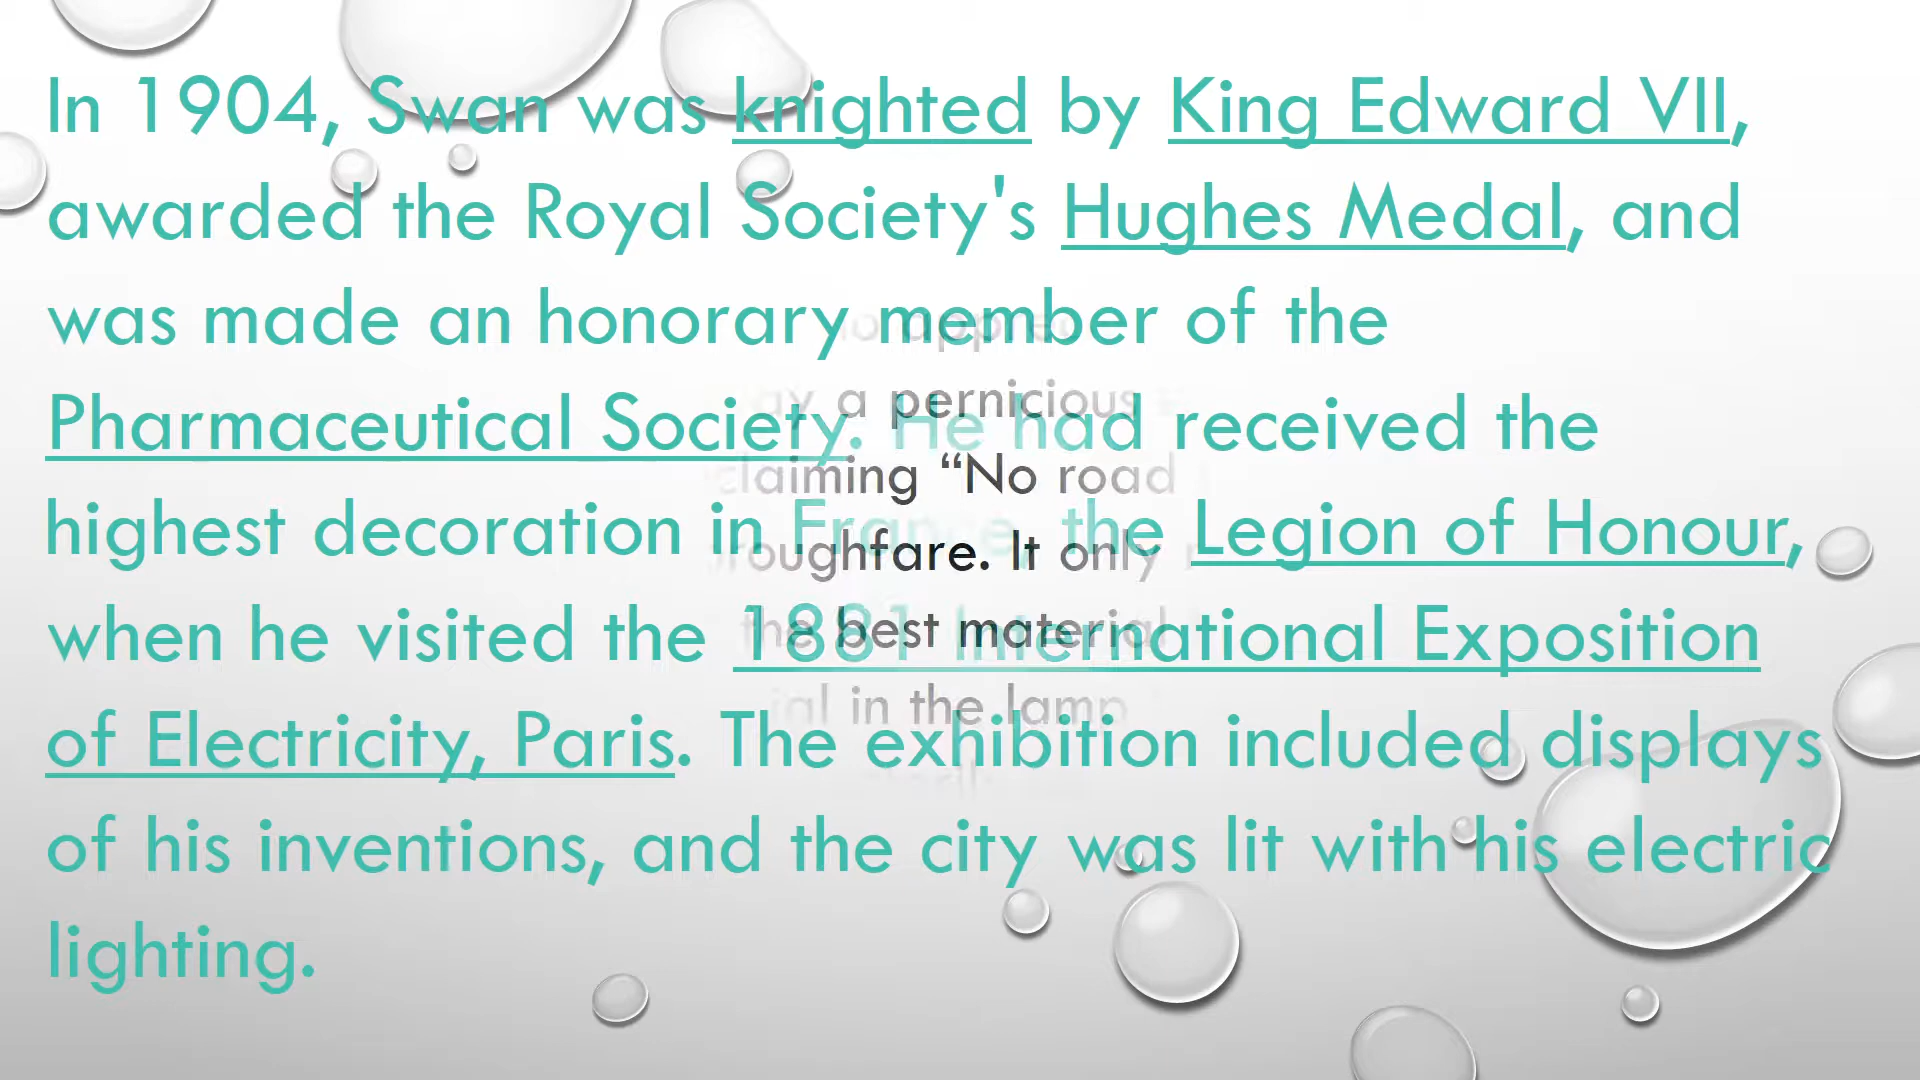 In 1904, Swan was knighted by King Edward VII,
awarded the Royal Society's Hughes Medal, and
was made an honorary member of the
Pharmaceutical Society. He had received the
highest decoration in France, the Legion of Honour,
when he visited the 1881 International Exposition
of Electricity, Paris. The exhibition included displays
of his inventions, and the city was lit with his electric
lighting.
a pernicious
claiming “No road
roughfare. It only
the best material
ial in the lamp